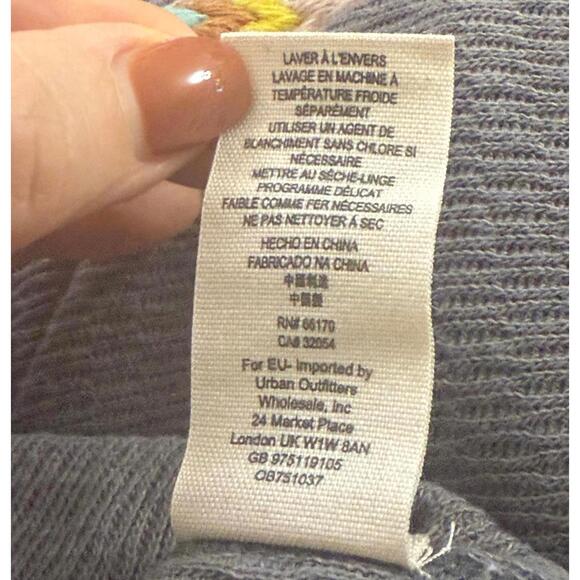 LAVER À L'ENVERS
LAVAGE EN MACHINE À
TEMPÉRATURE FROIDE
SÉPARÉMENT
UTILISER UN AGENT DE
BLANCHIMENT SANS CHLORE SI
NÉCESSAIRE
METTRE AU SÈCHE-LINGE
PROGRAMME DÉLICAT
FAIBLE COMME FER NÉCESSAIRES
NE PAS NETTOYER À SEC
HECHO EN CHINA
FABRICADO NA CHINA
中國制造
中國製
RN# 66170
CA# 32054
For EU- Imported by
Urban Outfitters
Wholesale, Inc
24 Market Place
London UK W1W 8AN
GB 975119105
OB751037